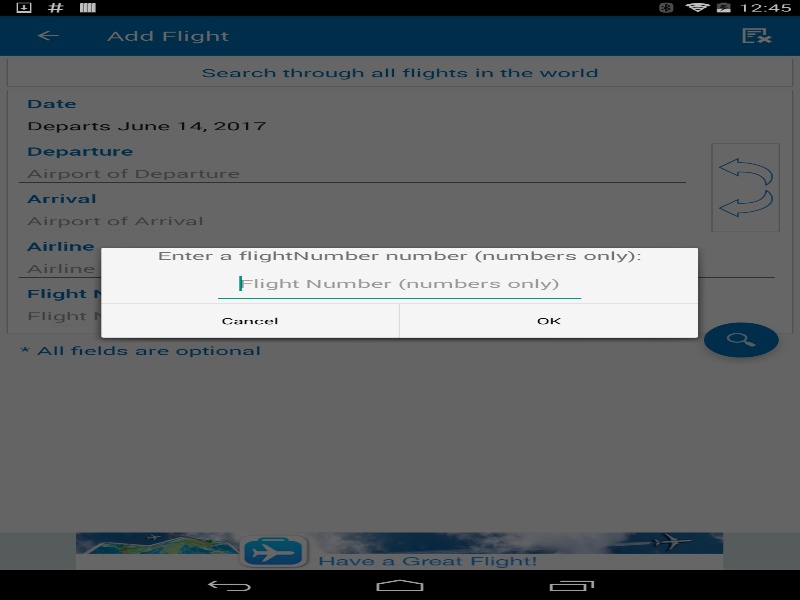 12:45
Add Flight
Search through all flights in the world
Date
Departs June 14, 2017
Departure
Airport of Departure
Arrival
Airport of Arrival
Airline
Airline
Enter a flightNumber number (numbers only):
Flight Number (numbers only)
Flight
Flight
Cancel
OK
* All fields are optional
Have a Great Flight!